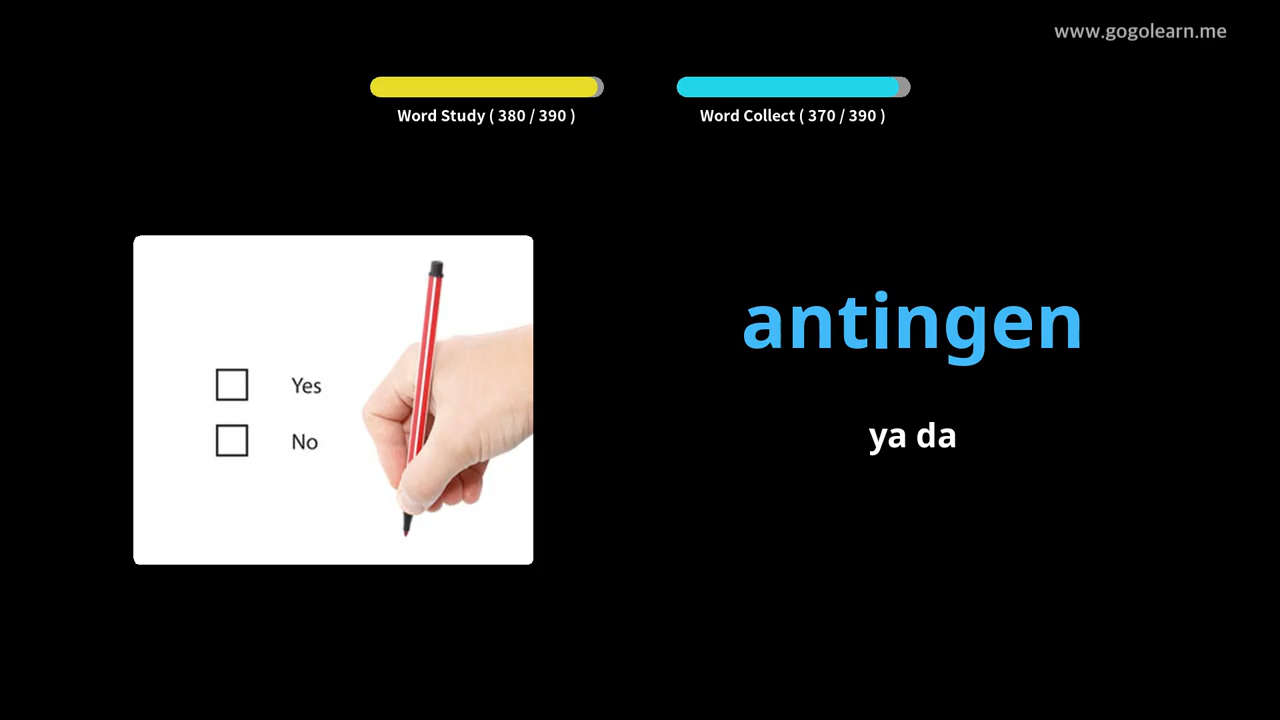 www.gogolearn.me
Word Study ( 380 / 390 )
Word Collect ( 370 / 390 )
Yes
No
antingen
ya da